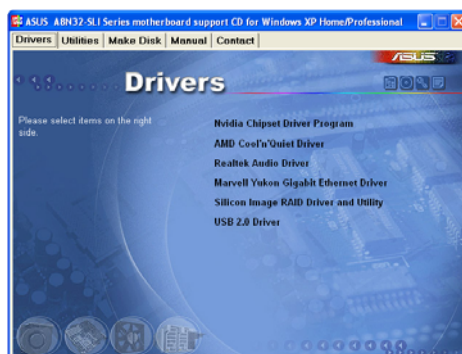 ASUS A8N32-SLI Series motherboard support CD for Windows XP Home/Professional
Drivers Utilities Make Disk Manual Contact
ASUS
Drivers
Please select items on the right
side.
Nvidia Chipset Driver Program
AMD Cool'n'Quiet Driver
Realtek Audio Driver
Marvell Yukon Gigabit Ethernet Driver
Silicon Image RAID Driver and Utility
USB 2.0 Driver